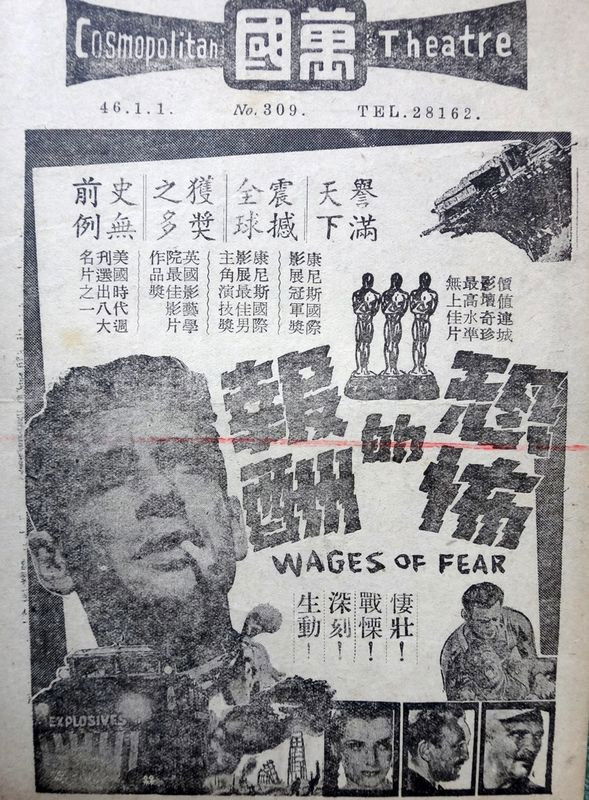 Cosmopolitan 萬國 Theatre
46.1.1. No. 309. TEL. 28162.
譽滿
天下
震撼
全球
獲獎
之多
史無
前例
價值連城
影壇奇珍
最高水準
無上佳片
康尼斯國際
影展冠軍獎
康尼斯國際
影展最佳男
主角演技獎
英國影藝學
院最佳影片
作品獎
美國時代週
刊選出八大
名片之一
恐怖
的
報酬
WAGES OF FEAR
悽壯！
戰慄！
深刻！
生動！
EXPLOSIVES